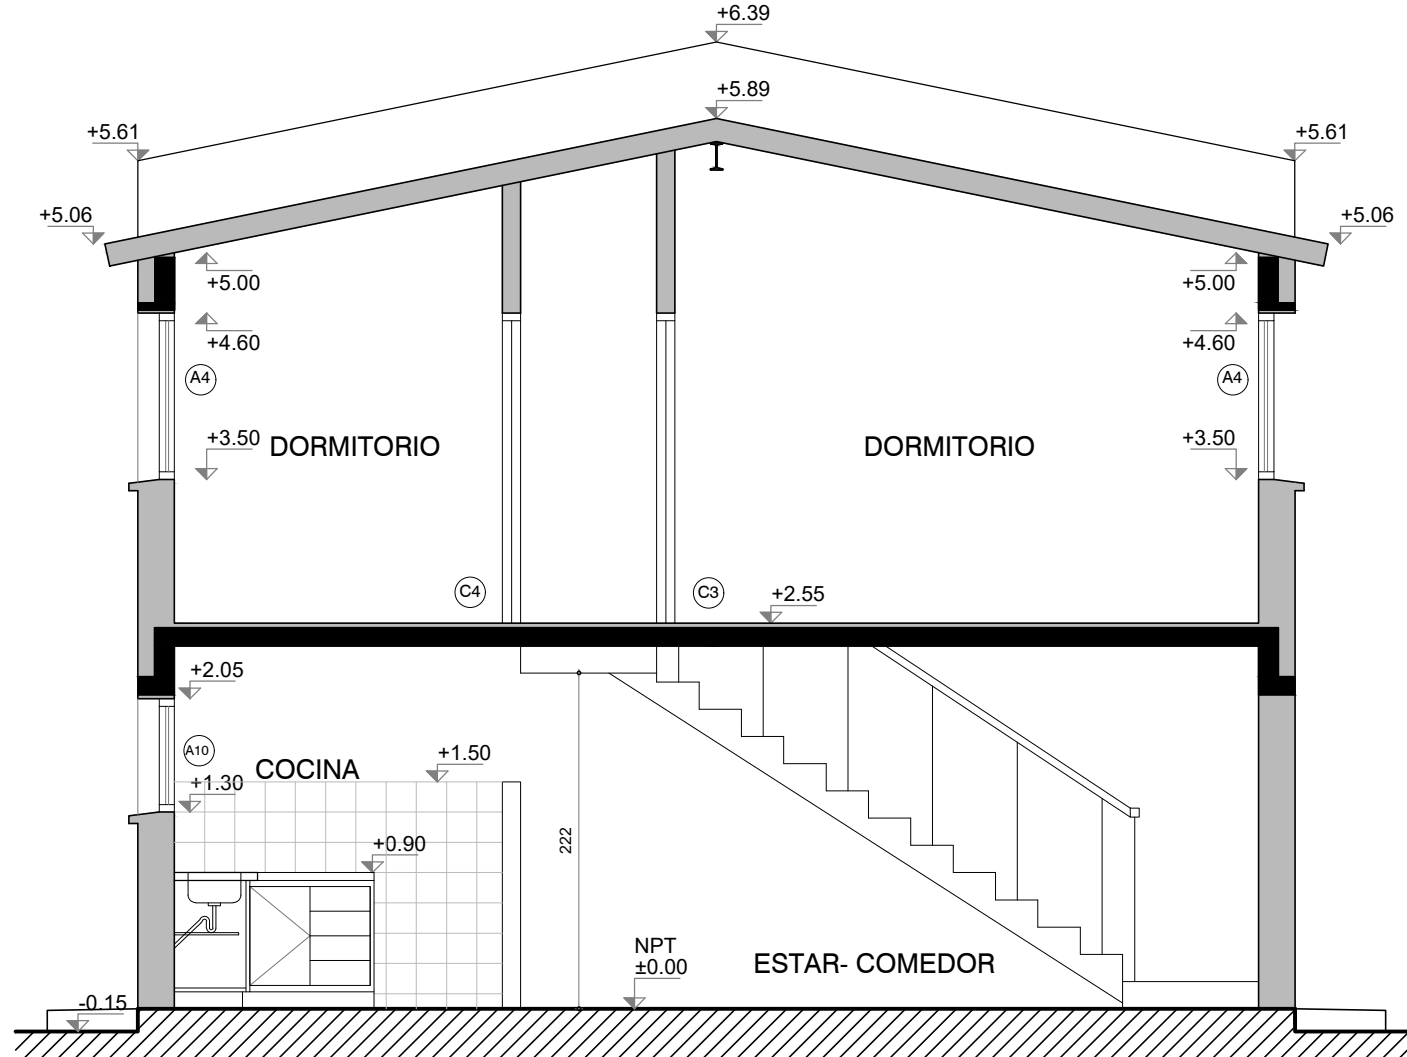 +6.39
+5.89
+5.61
+5.61
+5.06
+5.06
+5.00
+5.00
+4.60
+4.60
A4
A4
+3.50
DORMITORIO
DORMITORIO
+3.50
C4
C3
+2.55
+2.05
A10
COCINA
+1.50
+1.30
+0.90
222
NPT
±0.00
ESTAR- COMEDOR
-0.15